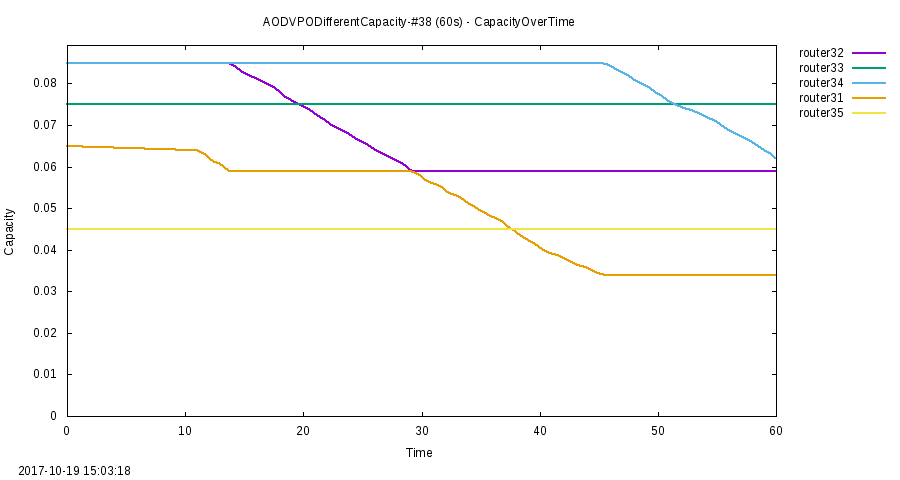 AODVPODifferentCapacity-#38 (60s) - CapacityOverTime
router32
router33
router34
router31
router35
0.08
0.07
0.06
0.05
0.04
0.03
0.02
0.01
0
Capacity
0 10 20 30 40 50 60
Time
2017-10-19 15:03:18